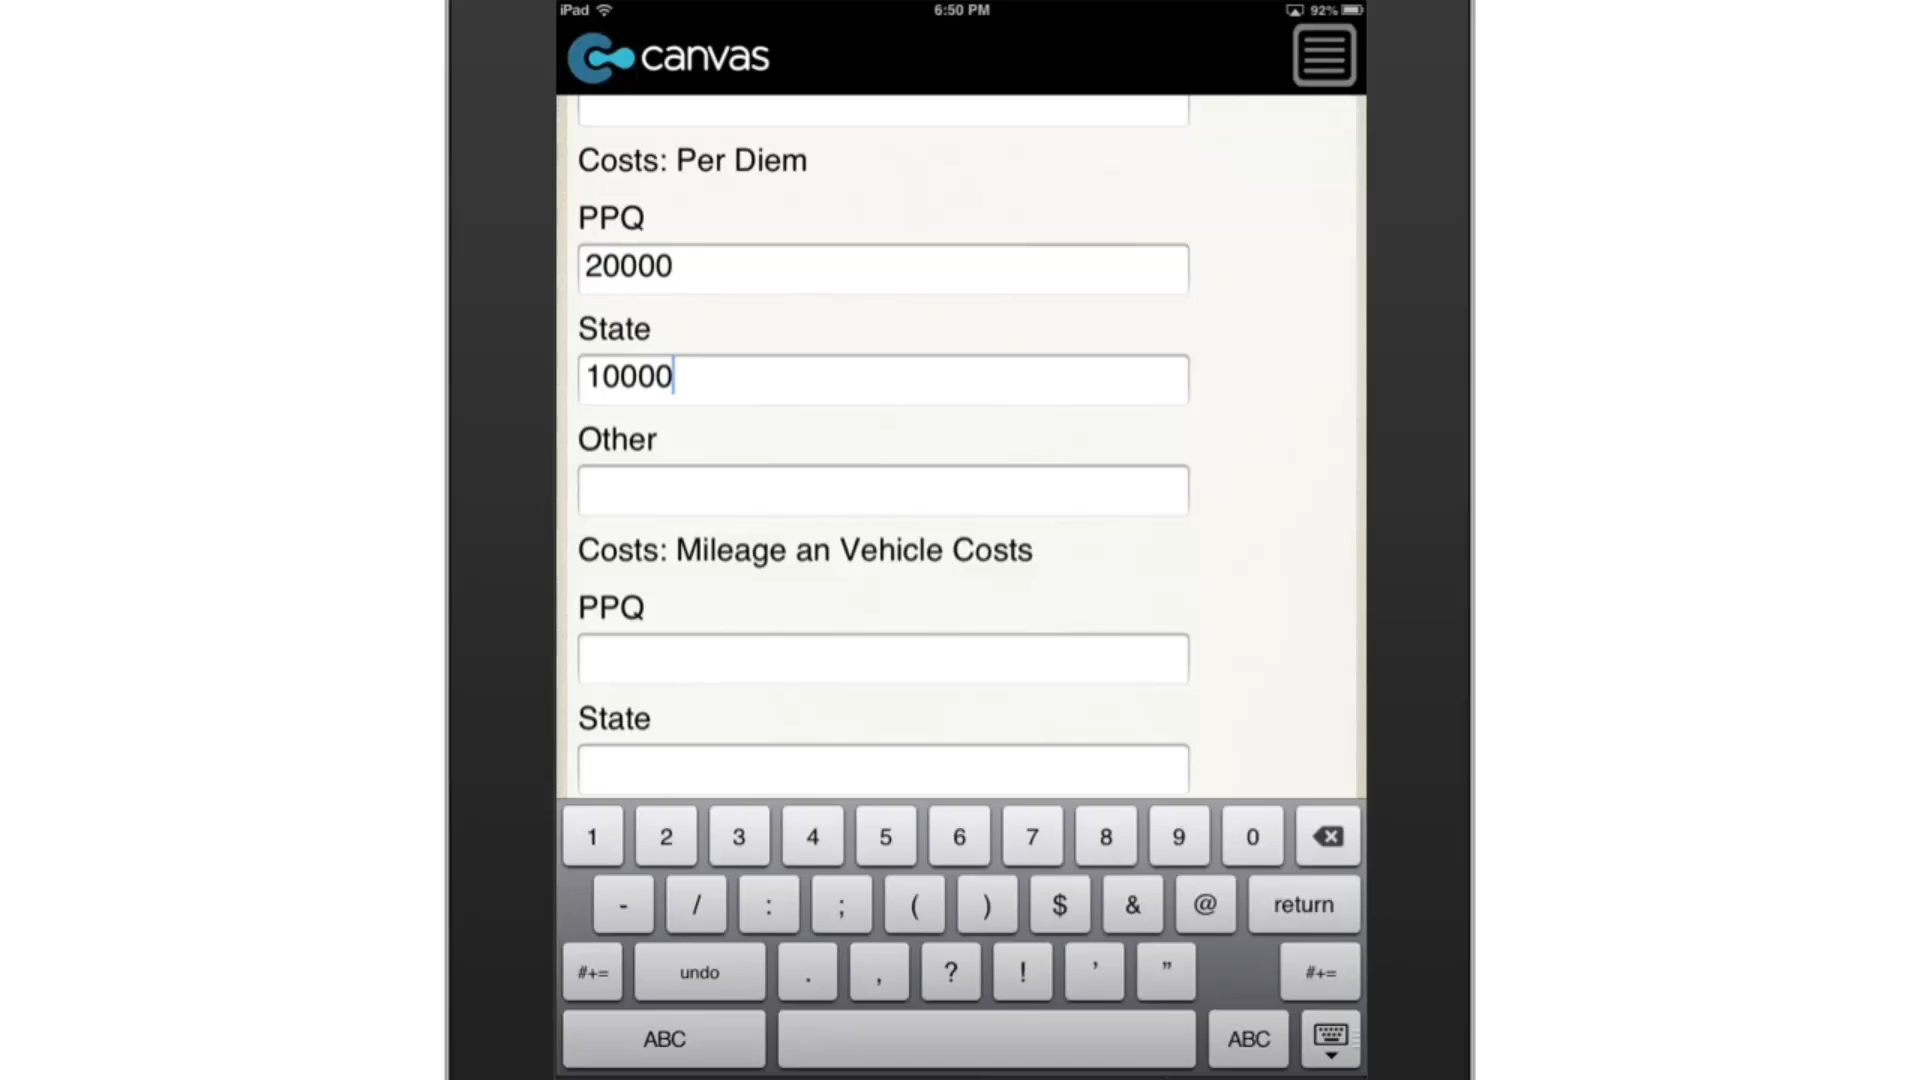 iPad 6:50 PM 92%
canvas
Costs: Per Diem
PPQ
20000
State
10000
Other
Costs: Mileage an Vehicle Costs
PPQ
State
1 2 3 4 5 6 7 8 9 0
- / : ; ( ) $ & @ return
#+= undo . , ? ! ’ ” #+=
ABC ABC